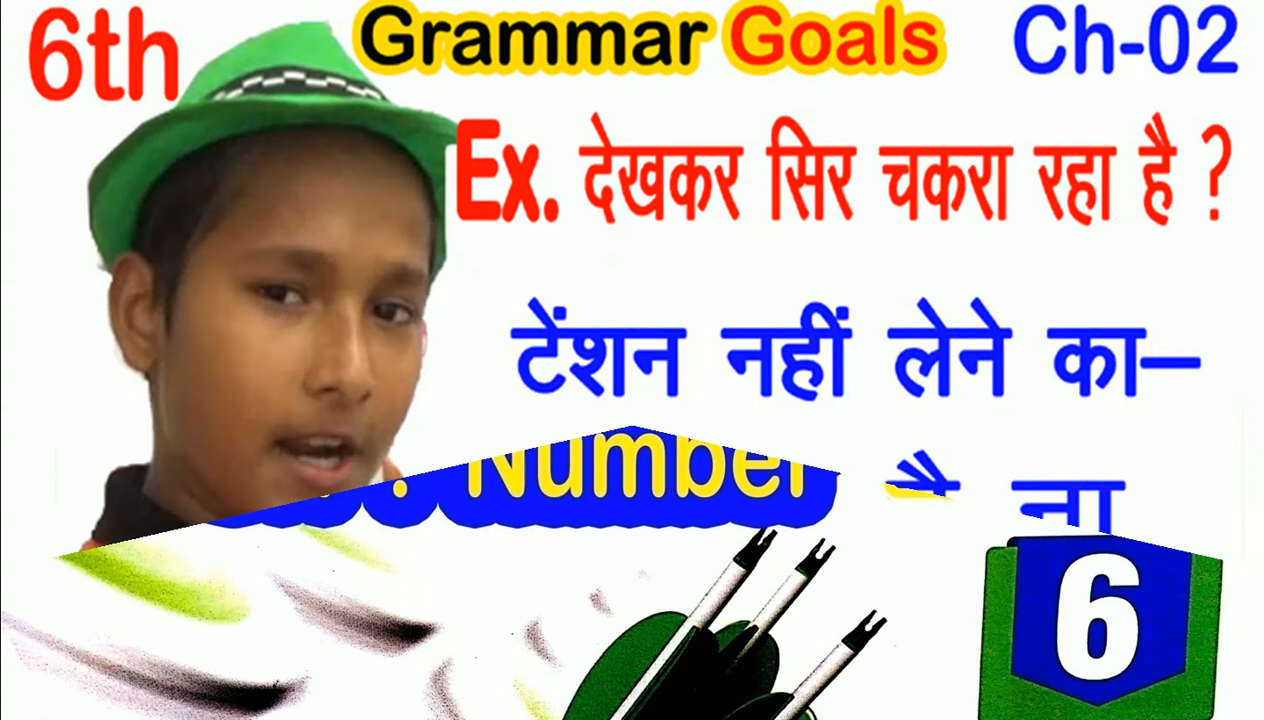 6th Grammar Goals Ch-02
Ex. देखकर सिर चकरा रहा है ?
टेंशन नहीं लेने का–
Number
6